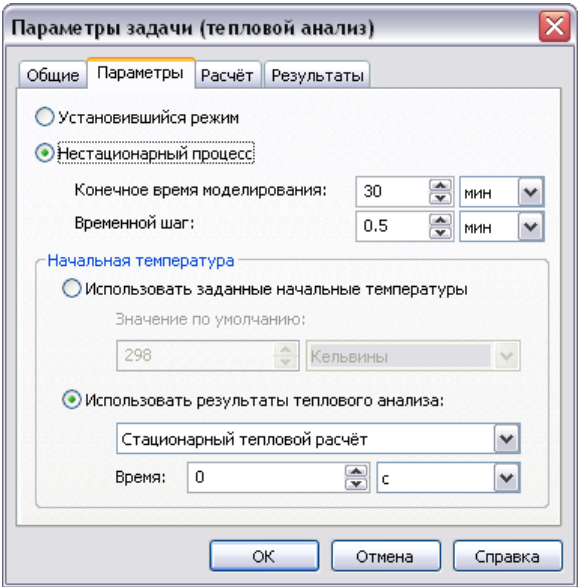 Параметры задачи (тепловой анализ)
Общие Параметры Расчёт Результаты
Установившийся режим
Нестационарный процесс
Конечное время моделирования: 30 мин
Временной шаг: 0.5 мин
Начальная температура
Использовать заданные начальные температуры
Значение по умолчанию:
298 Кельвины
Использовать результаты теплового анализа:
Стационарный тепловой расчёт
Время: 0 с
ОК Отмена Справка